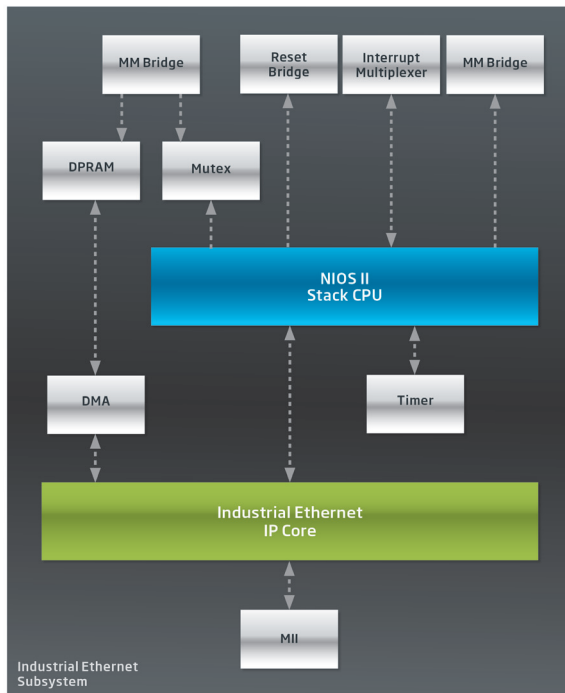 MM Bridge
Reset
Bridge
Interrupt
Multiplexer
MM Bridge
DPRAM
Mutex
NIOS II
Stack CPU
DMA
Timer
Industrial Ethernet
IP Core
MII
Industrial Ethernet
Subsystem